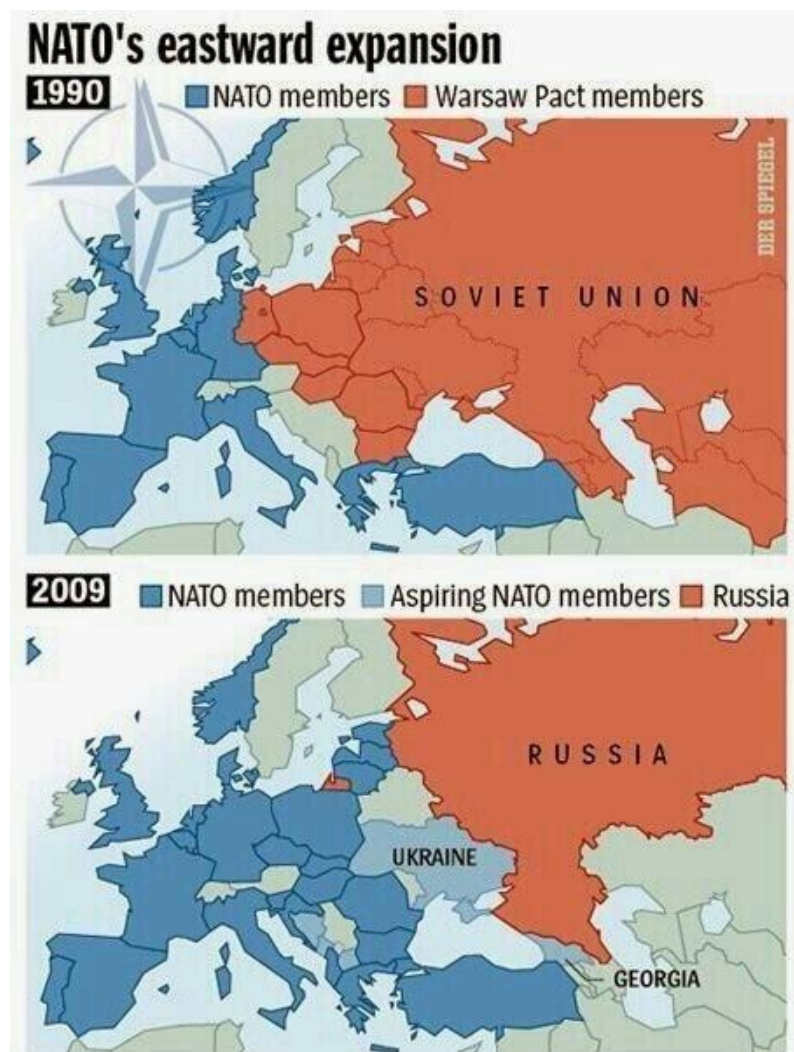 NATO's eastward expansion
1990 NATO members Warsaw Pact members
DER SPIEGEL
SOVIET UNION
2009 NATO members Aspiring NATO members Russia
RUSSIA
UKRAINE
GEORGIA